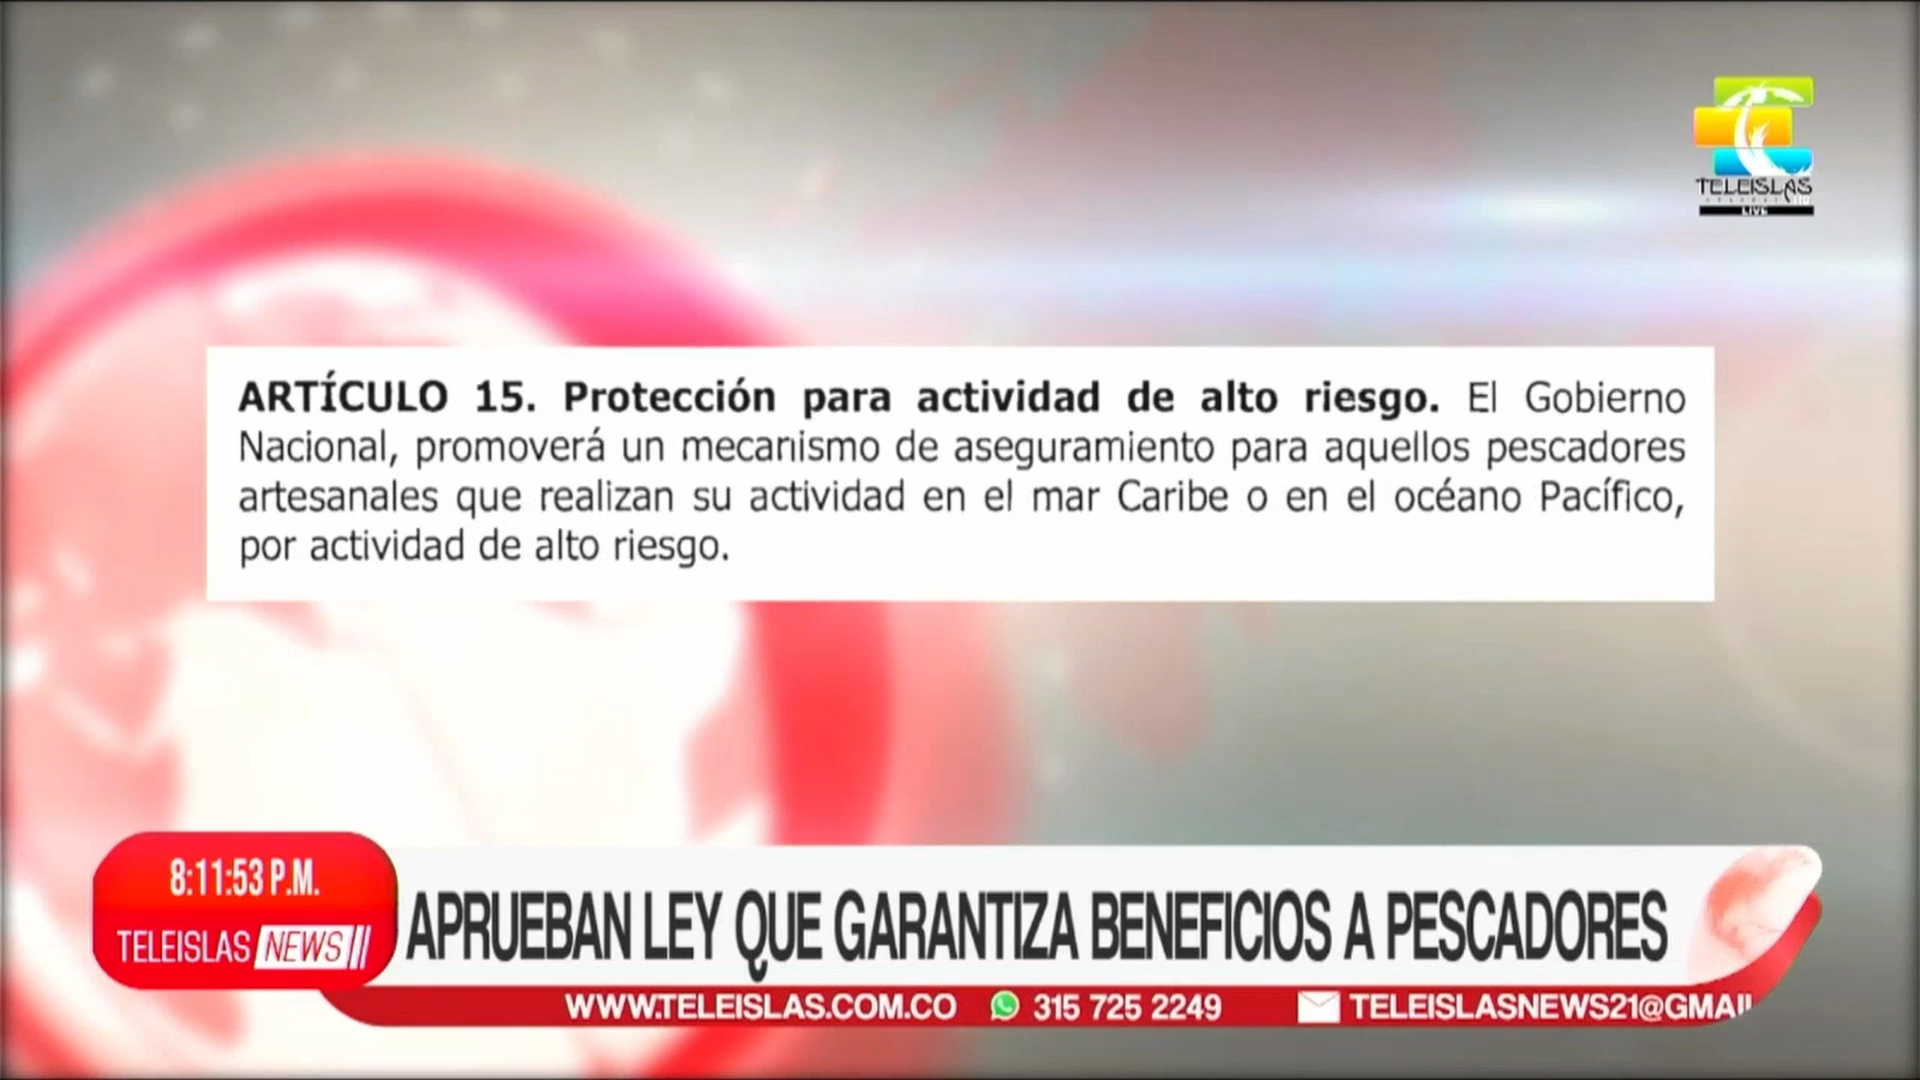 TELEISLAS
LIVE
ARTÍCULO 15. Protección para actividad de alto riesgo. El Gobierno
Nacional, promoverá un mecanismo de aseguramiento para aquellos pescadores
artesanales que realizan su actividad en el mar Caribe o en el océano Pacífico,
por actividad de alto riesgo.
8:11:53 P.M.
TELEISLAS NEWS
APRUEBAN LEY QUE GARANTIZA BENEFICIOS A PESCADORES
WWW.TELEISLAS.COM.CO 315 725 2249 TELEISLASNEWS21@GMAIL